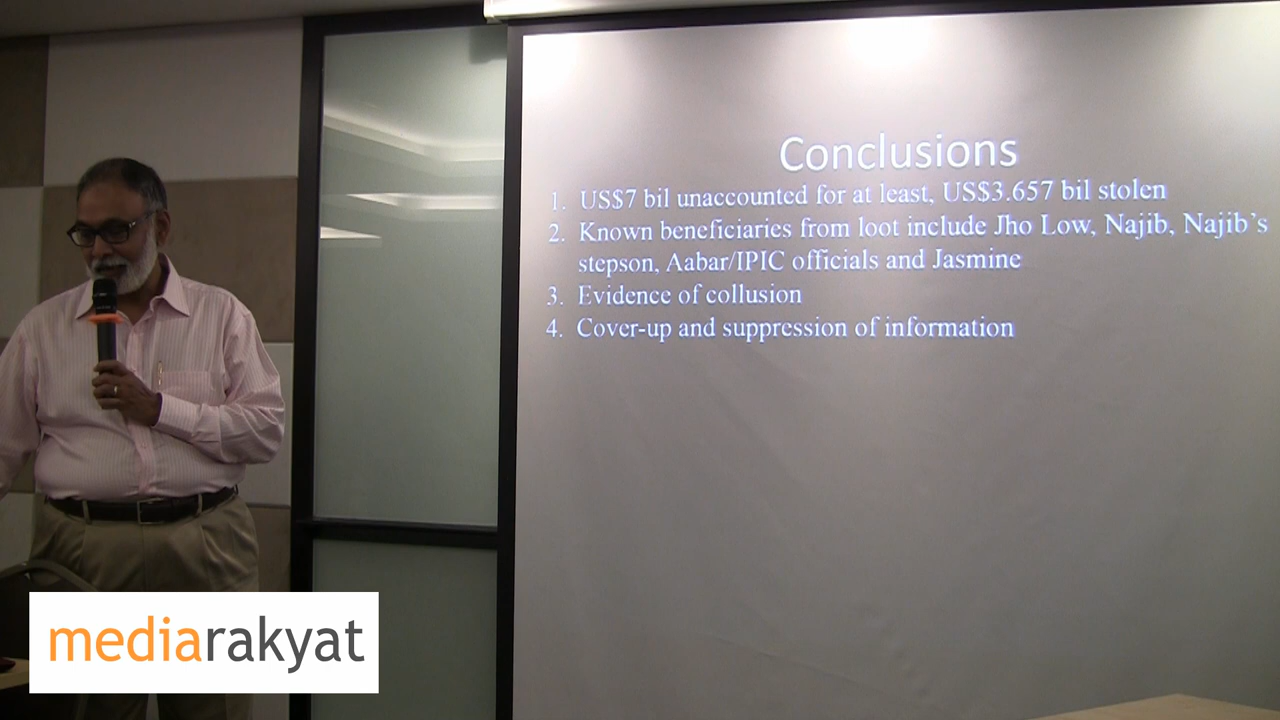 Conclusions
1. US$7 bil unaccounted for at least, US$3.657 bil stolen
2. Known beneficiaries from loot include Jho Low, Najib, Najib's
stepson, Aabar/IPIC officials and Jasmine
3. Evidence of collusion
4. Cover-up and suppression of information
mediarakyat